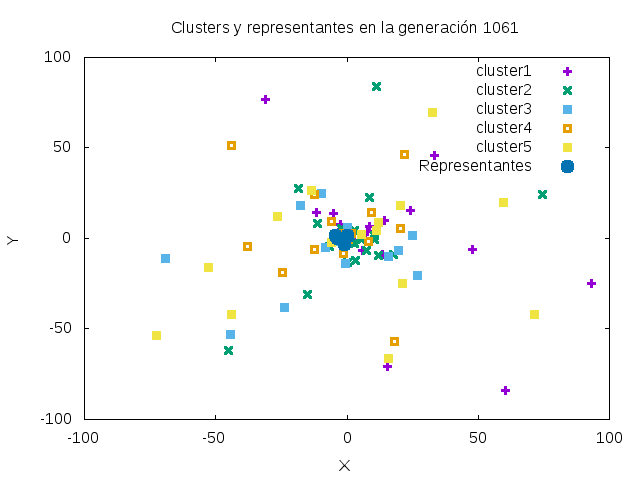 Clusters y representantes en la generación 1061
100
50
0
-50
-100
-100
-50
0
50
100
Y
X
cluster1
cluster2
cluster3
cluster4
cluster5
Representantes